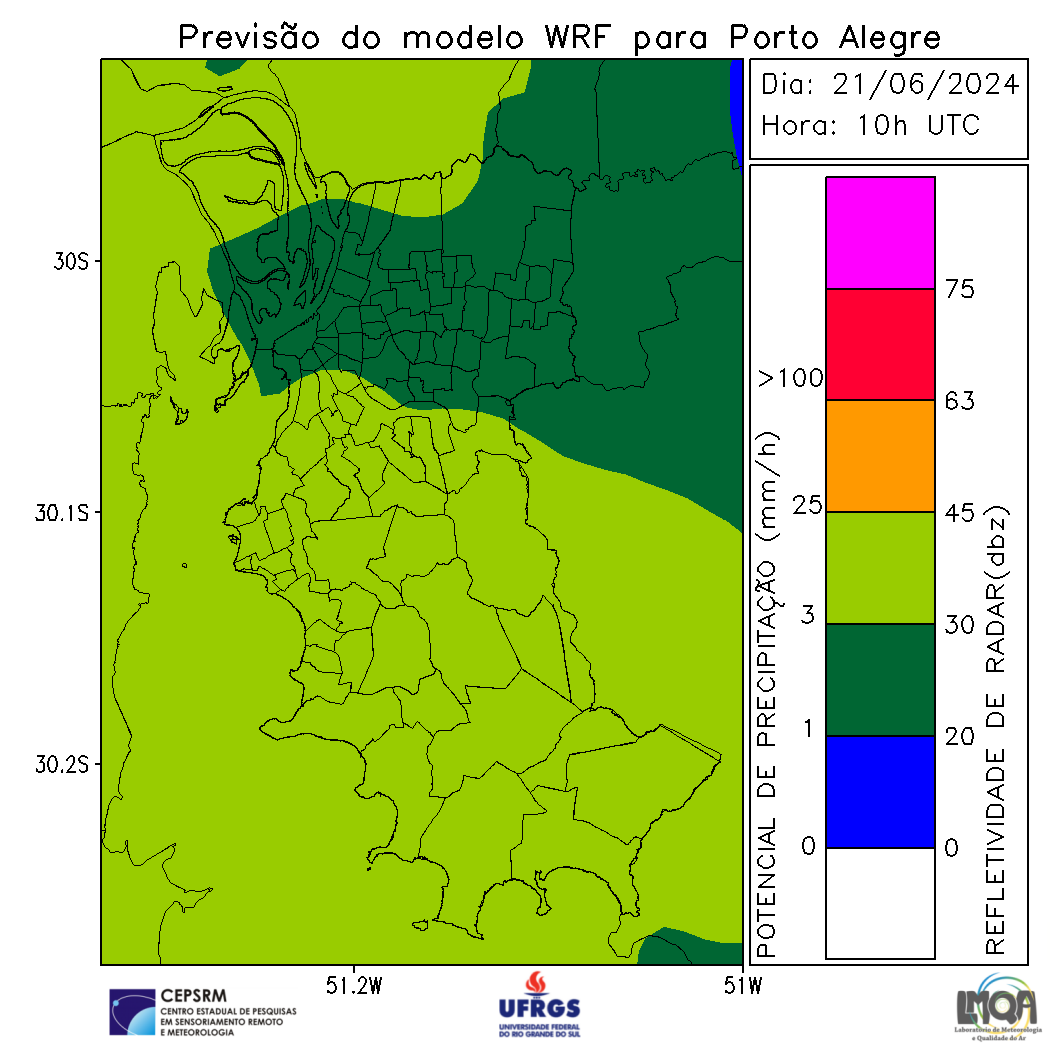 Previsão do modelo WRF para Porto Alegre
Dia: 21/06/2024
Hora: 10h UTC
30S
30.1S
30.2S
51.2W
51W
POTENCIAL DE PRECIPITAÇÃO (mm/h)
>100
25
3
1
0
75
63
45
30
20
0
REFLETIVIDADE DE RADAR(dbz)
CEPSRM
CENTRO ESTADUAL DE PESQUISAS
EM SENSORIAMENTO REMOTO
E METEOROLOGIA
UFRGS
UNIVERSIDADE FEDERAL
DO RIO GRANDE DO SUL
LMQA
Laboratório de Meteorologia
e Qualidade do Ar